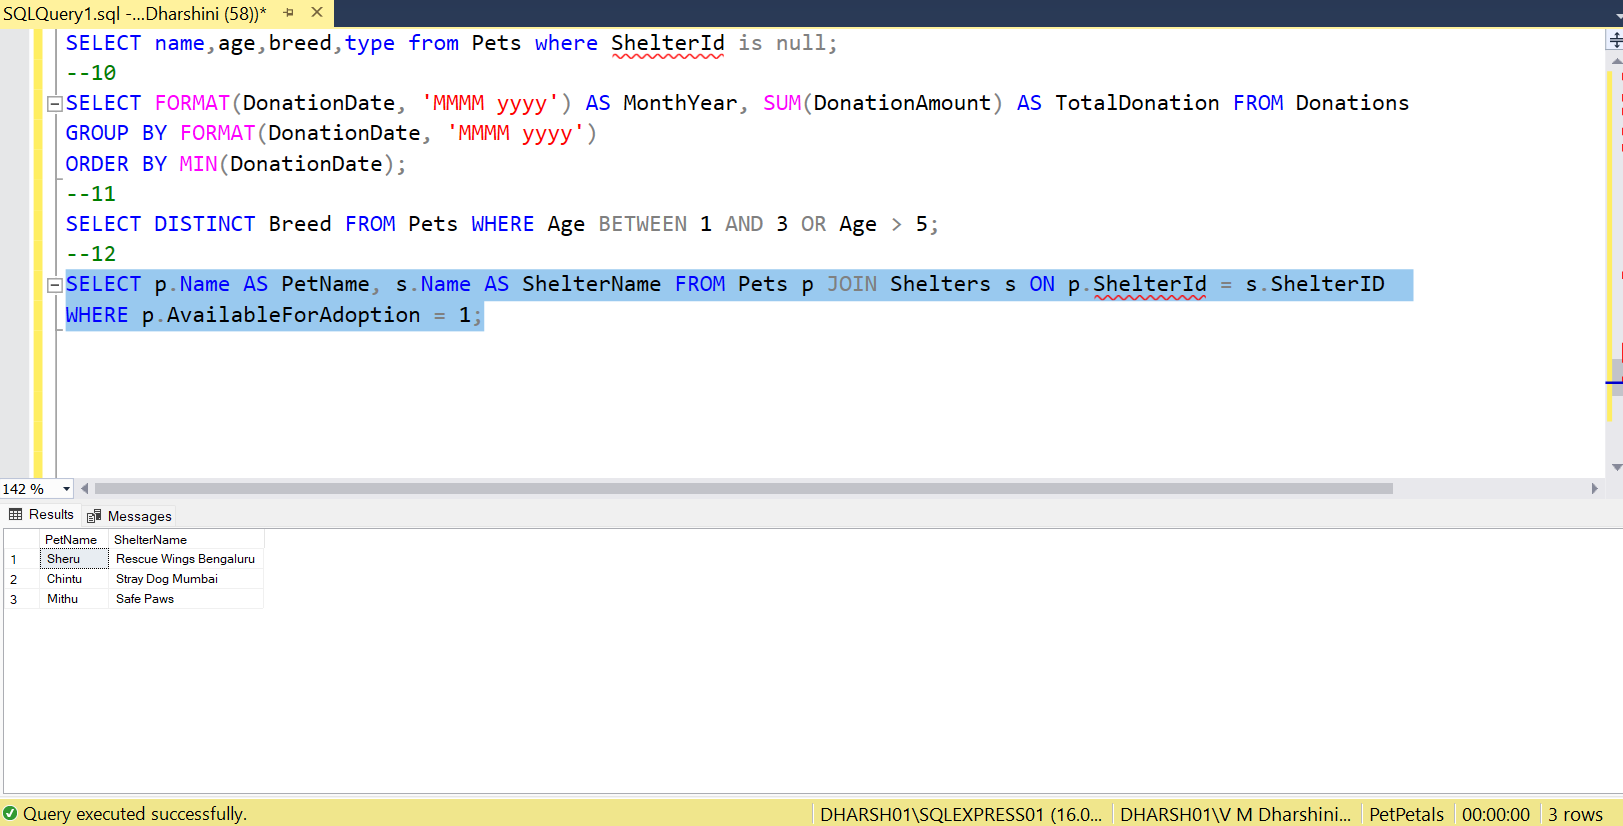 SQLQuery1.sql -...Dharshini (58))*
SELECT name,age,breed,type from Pets where ShelterId is null;
--10
SELECT FORMAT(DonationDate, 'MMMM yyyy') AS MonthYear, SUM(DonationAmount) AS TotalDonation FROM Donations
GROUP BY FORMAT(DonationDate, 'MMMM yyyy')
ORDER BY MIN(DonationDate);
--11
SELECT DISTINCT Breed FROM Pets WHERE Age BETWEEN 1 AND 3 OR Age > 5;
--12
SELECT p.Name AS PetName, s.Name AS ShelterName FROM Pets p JOIN Shelters s ON p.ShelterId = s.ShelterID
WHERE p.AvailableForAdoption = 1;
142 %
Results Messages
PetName ShelterName
1 Sheru Rescue Wings Bengaluru
2 Chintu Stray Dog Mumbai
3 Mithu Safe Paws
Query executed successfully. DHARSH01\SQLEXPRESS01 (16.0... DHARSH01\V M Dharshini... PetPetals 00:00:00 3 rows